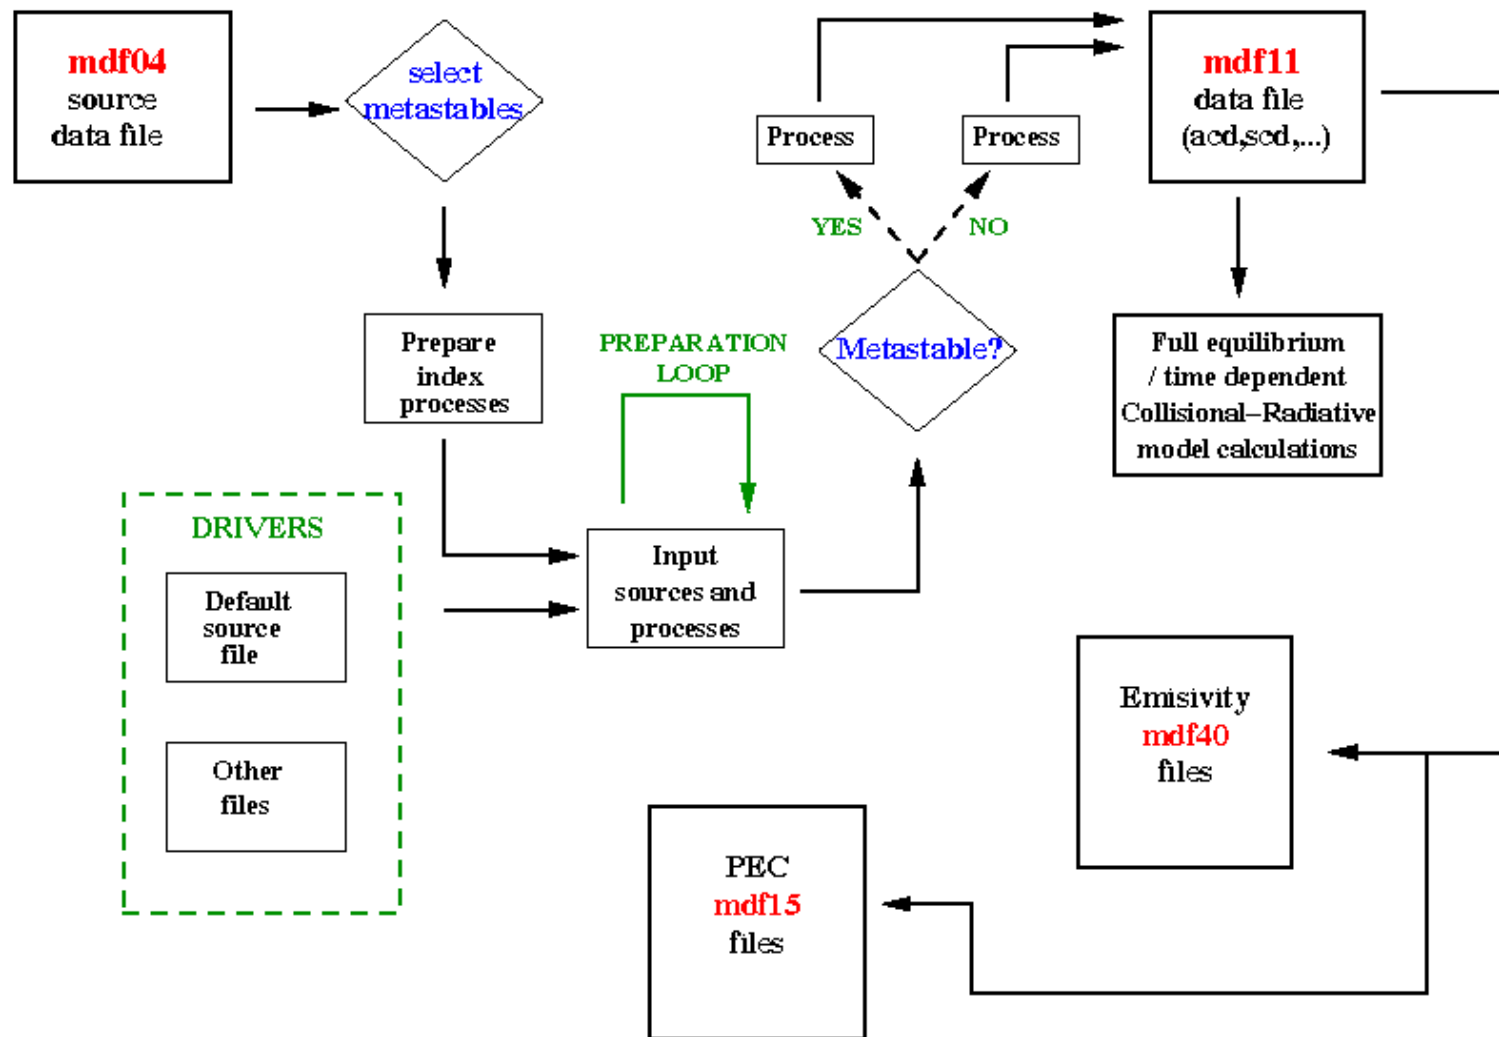 mdf04
source
data file
select
metastables
Prepare
index
processes
PREPARATION
LOOP
DRIVERS
Default
source
file
Other
files
Input
sources and
processes
Metastable?
YES
NO
Process
Process
mdf11
data file
(acd,scd,...)
Full equilibrium
/ time dependent
Collisional-Radiative
model calculations
Emisivity
mdf40
files
PEC
mdf15
files